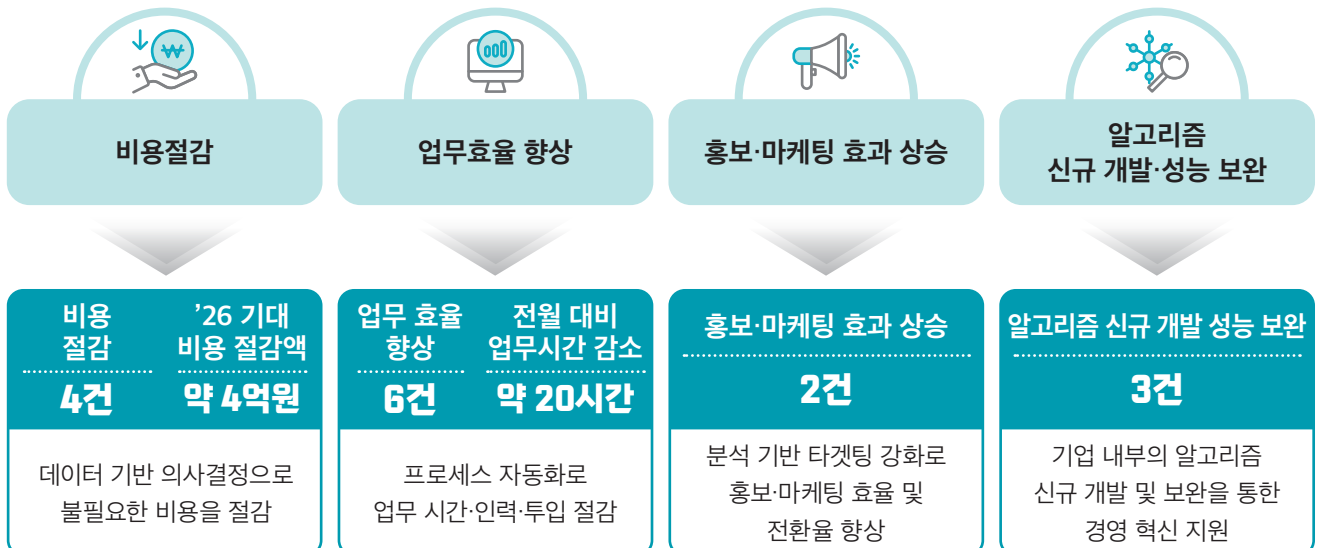 비용절감
업무효율 향상
홍보·마케팅 효과 상승
알고리즘
신규 개발·성능 보완
비용
절감
4건
’26 기대
비용 절감액
약 4억원
데이터 기반 의사결정으로
불필요한 비용을 절감
업무 효율
향상
6건
전월 대비
업무시간 감소
약 20시간
프로세스 자동화로
업무 시간·인력·투입 절감
홍보·마케팅 효과 상승
2건
분석 기반 타겟팅 강화로
홍보·마케팅 효율 및
전환율 향상
알고리즘 신규 개발 성능 보완
3건
기업 내부의 알고리즘
신규 개발 및 보완을 통한
경영 혁신 지원